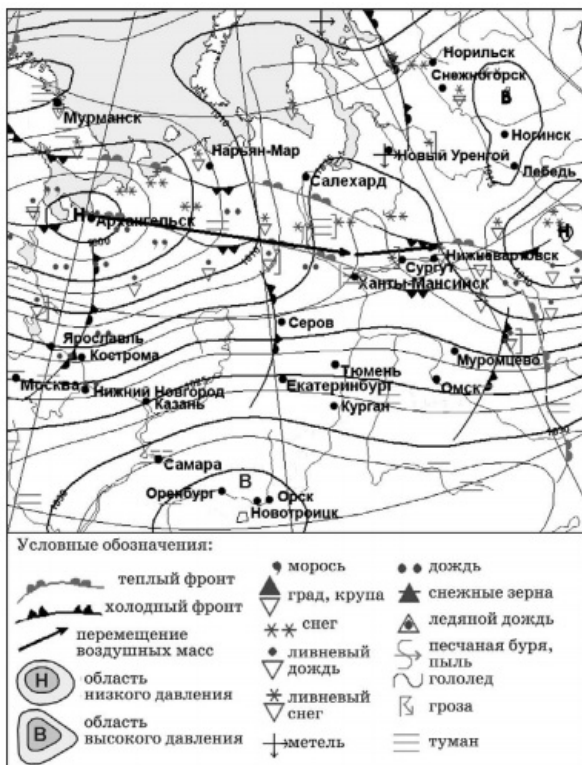 Норильск
Снежногорск
В
Мурманск
Ногинск
Нарьян-Мар
Новый Уренгой
Лебедь
Салехард
Н
Архангельск
Н
1000
Нижневартовск
Сургут
Ханты-Мансийск
Серов
Ярославль
Кострома
Муромцево
Тюмень
Москва
Екатеринбург
Омск
Нижний Новгород
Казань
Курган
1030
Самара
В
Оренбург
Орск
Новотроицк
Условные обозначения:
теплый фронт
холодный фронт
перемещение
воздушных масс
Н
область
низкого давления
В
область
высокого давления
морось
град, крупа
снег
ливневый
дождь
ливневый
снег
метель
дождь
снежные зерна
ледяной дождь
песчаная буря,
пыль
гололед
гроза
туман